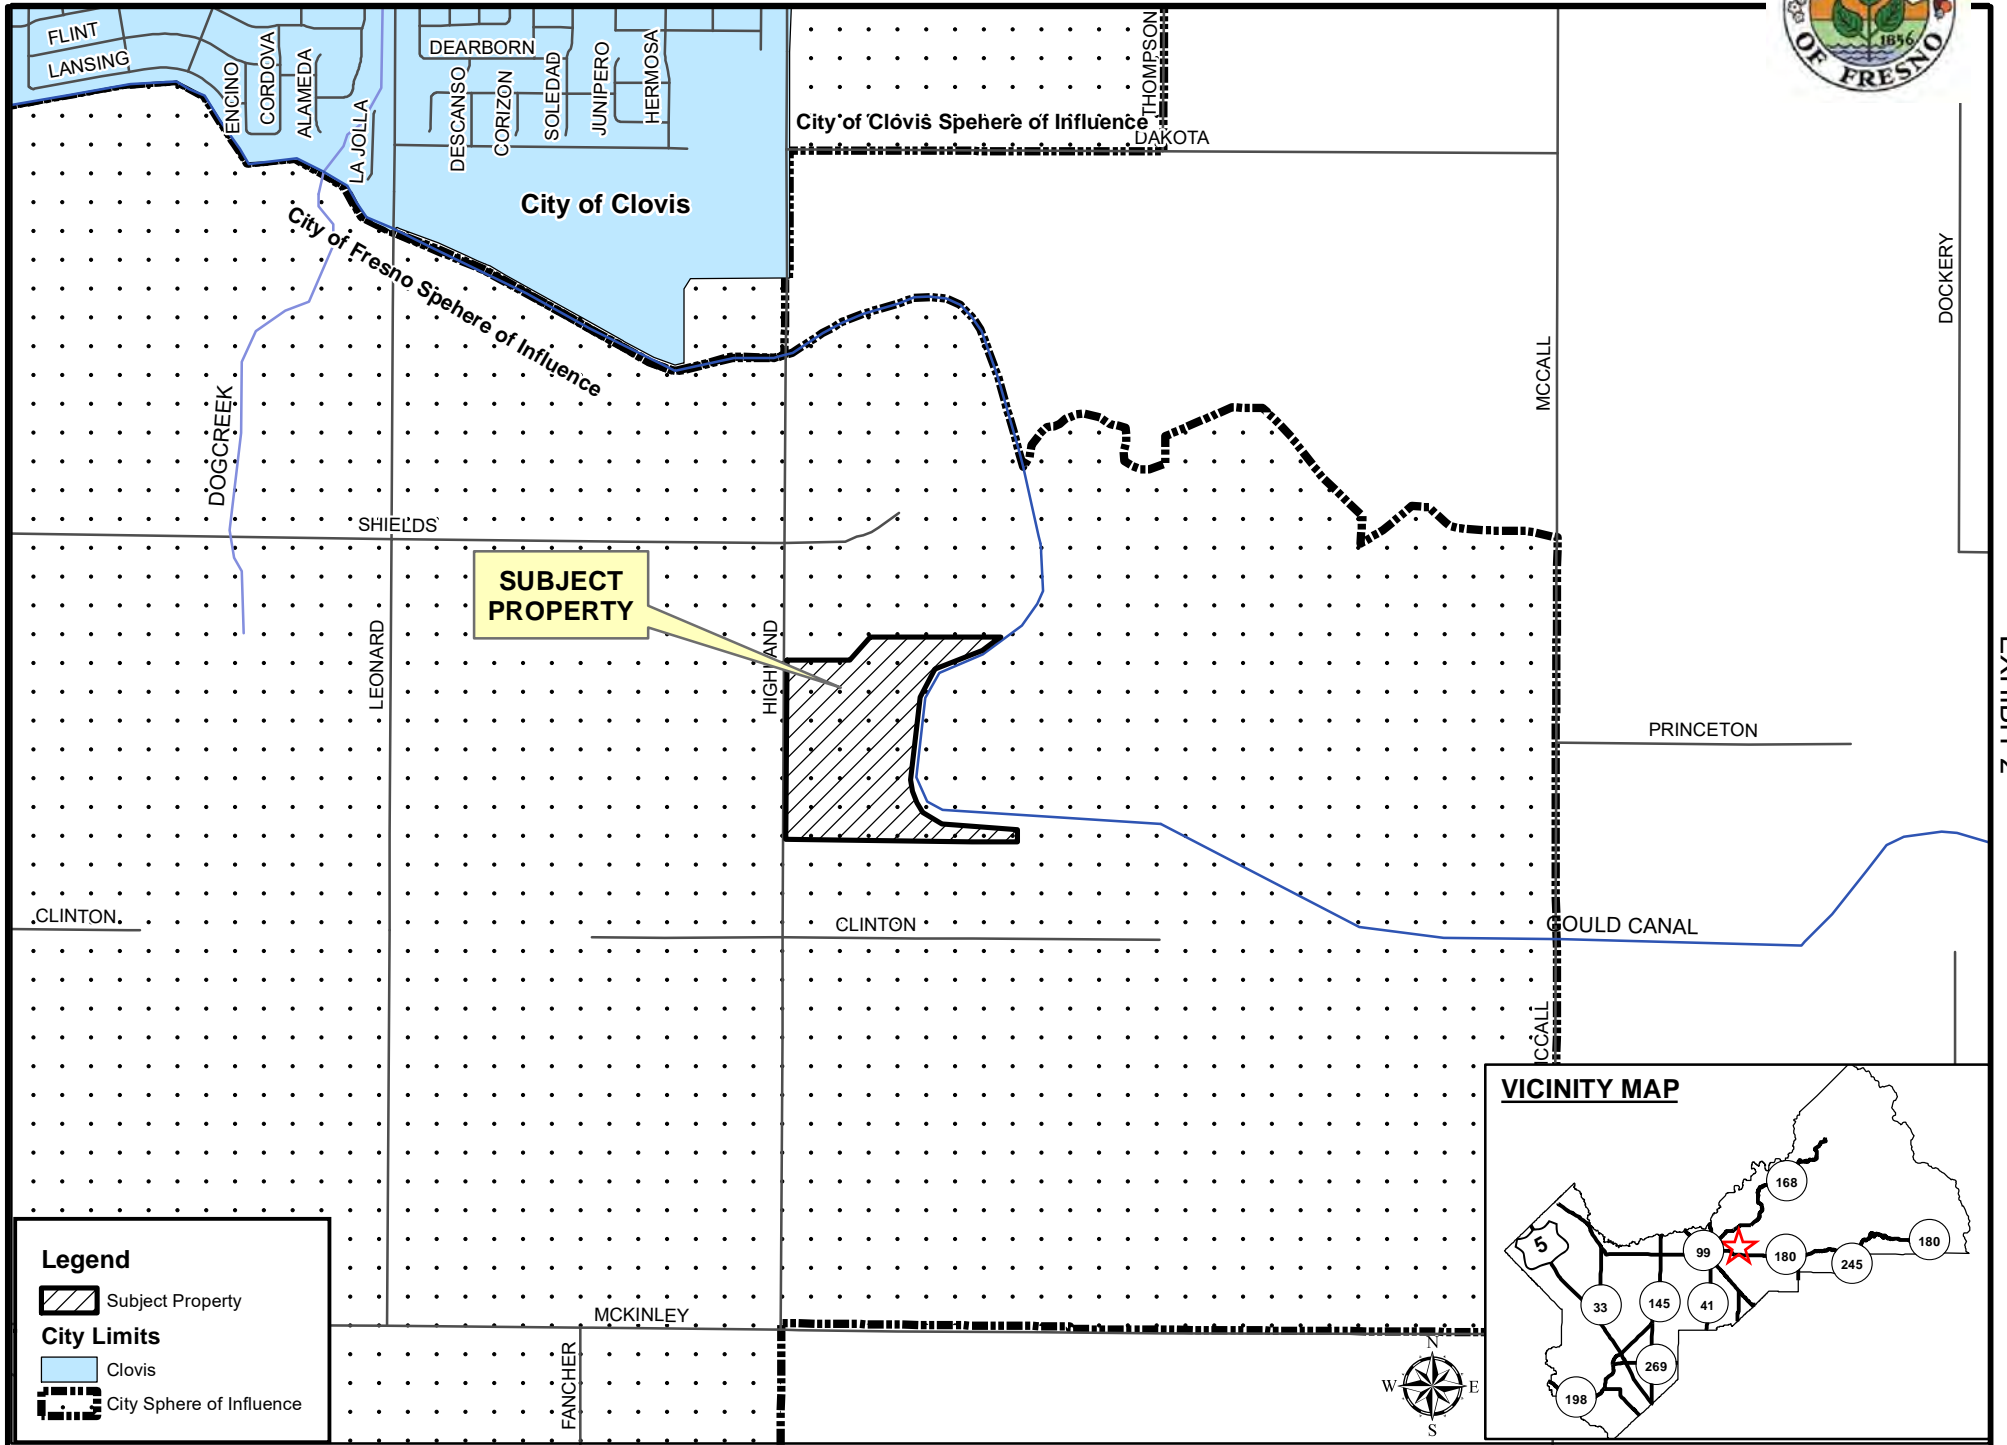 FLINT
LANSING
ENCINO
CORDOVA
ALAMEDA
LA JOLLA
DEARBORN
DESCANSO
CORIZON
SOLEDAD
JUNIPERO
HERMOSA
THOMPSON
City of Clovis Spehere of Influence
DAKOTA
1856
OF FRESNO
City of Clovis
City of Fresno Spehere of Influence
DOGCREEK
MCCALL
DOCKERY
SHIELDS
SUBJECT
PROPERTY
LEONARD
HIGHLAND
PRINCETON
CLINTON
CLINTON
GOULD CANAL
MCCALL
MCKINLEY
FANCHER
Legend
Subject Property
City Limits
Clovis
City Sphere of Influence
N
W
E
S
VICINITY MAP
168
5
99
180
245
180
33
145
41
269
198